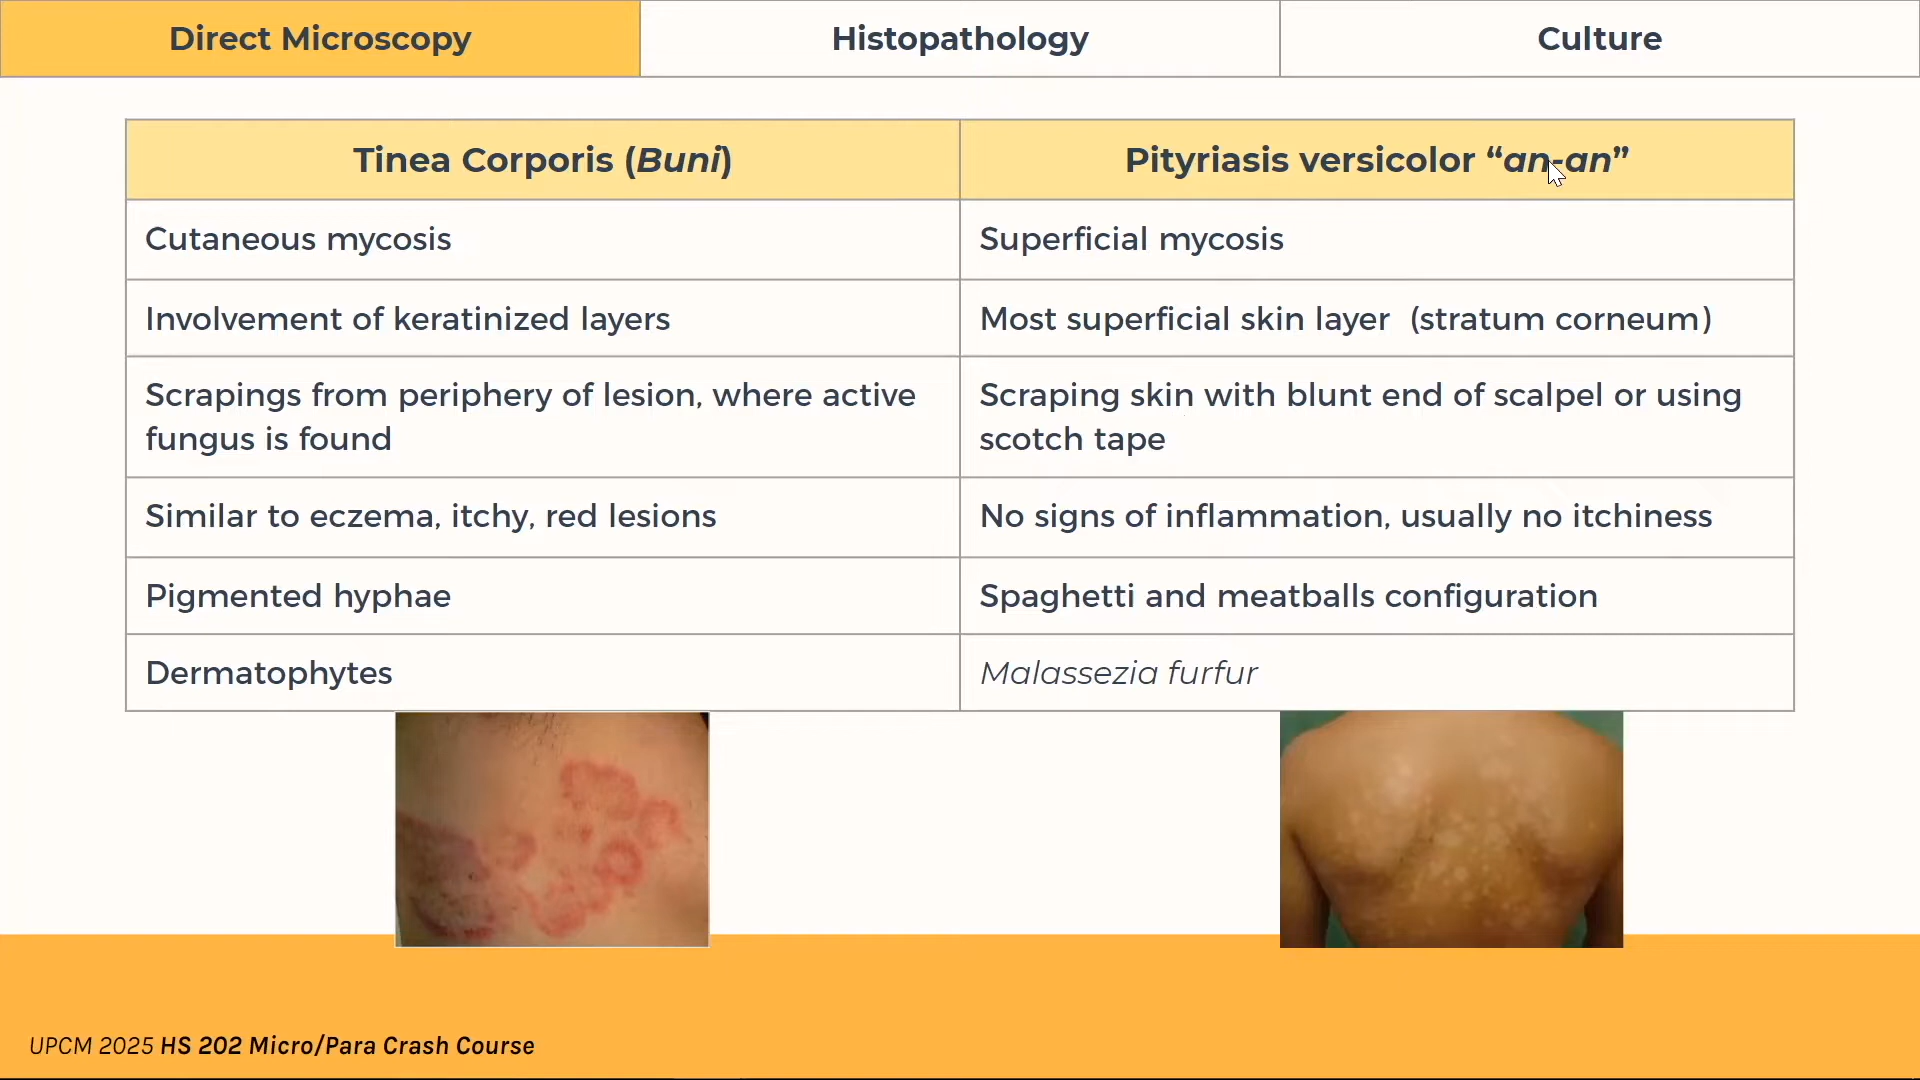 Direct Microscopy
Histopathology
Culture
Tinea Corporis (Buni)
Pityriasis versicolor “an-an”
Cutaneous mycosis
Superficial mycosis
Involvement of keratinized layers
Most superficial skin layer (stratum corneum)
Scrapings from periphery of lesion, where active
fungus is found
Scraping skin with blunt end of scalpel or using
scotch tape
Similar to eczema, itchy, red lesions
No signs of inflammation, usually no itchiness
Pigmented hyphae
Spaghetti and meatballs configuration
Dermatophytes
Malassezia furfur
UPCM 2025 HS 202 Micro/Para Crash Course